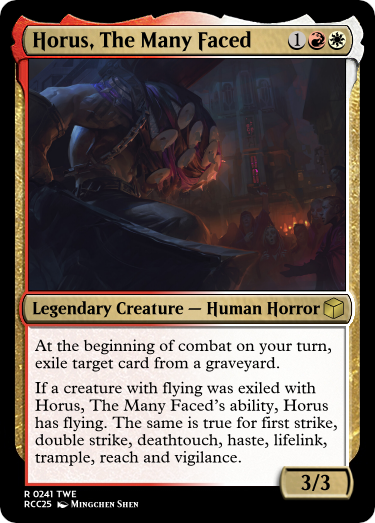 Horus, The Many Faced 1
Legendary Creature — Human Horror
At the beginning of combat on your turn,
exile target card from a graveyard.
If a creature with flying was exiled with
Horus, The Many Faced's ability, Horus
has flying. The same is true for first strike,
double strike, deathtouch, haste, lifelink,
trample, reach and vigilance.
3/3
R 0241 TWE
RCC25 Mingchen Shen